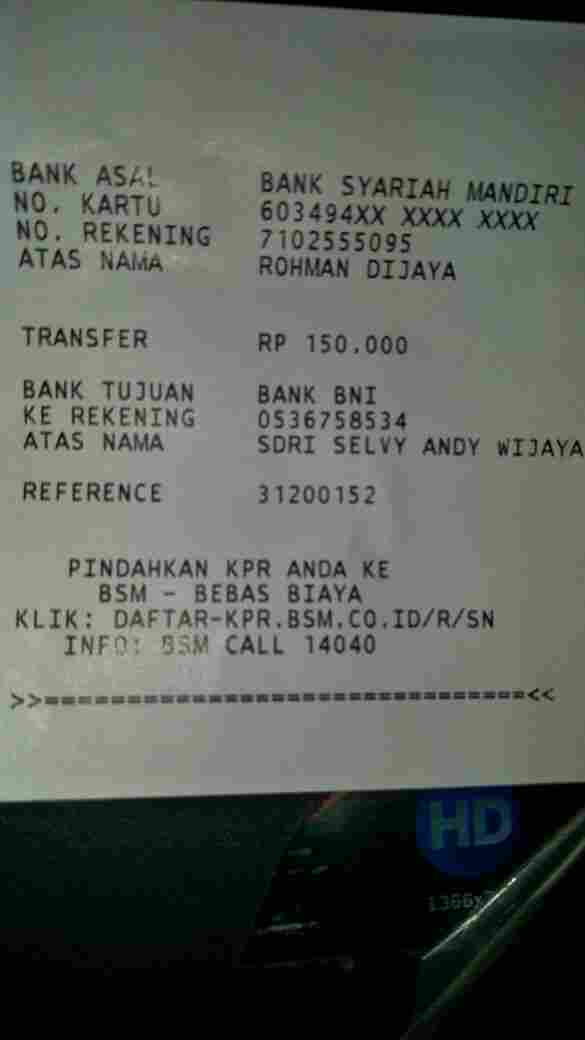 BANK ASAL BANK SYARIAH MANDIRI
NO. KARTU 603494XX XXXX XXXX
NO. REKENING 7102555095
ATAS NAMA ROHMAN DIJAYA
TRANSFER RP 150.000
BANK TUJUAN BANK BNI
KE REKENING 0536758534
ATAS NAMA SDRI SELVY ANDY WIJAYA
REFERENCE 31200152
PINDAHKAN KPR ANDA KE
BSM - BEBAS BIAYA
KLIK: DAFTAR-KPR.BSM.CO.ID/R/SN
INFO: BSM CALL 14040
>>==============================<<
HD